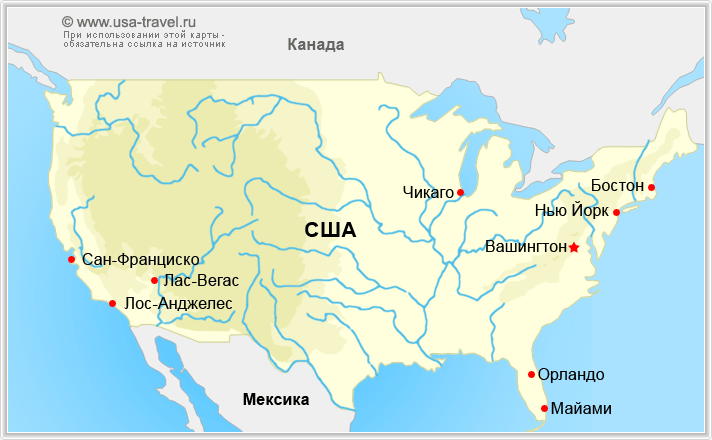 © www.usa-travel.ru
При использовании этой карты -
обязательна ссылка на источник
Канада
Чикаго
Бостон
Нью Йорк
США
Вашингтон
Сан-Франциско
Лас-Вегас
Лос-Анджелес
Орландо
Мексика
Майами